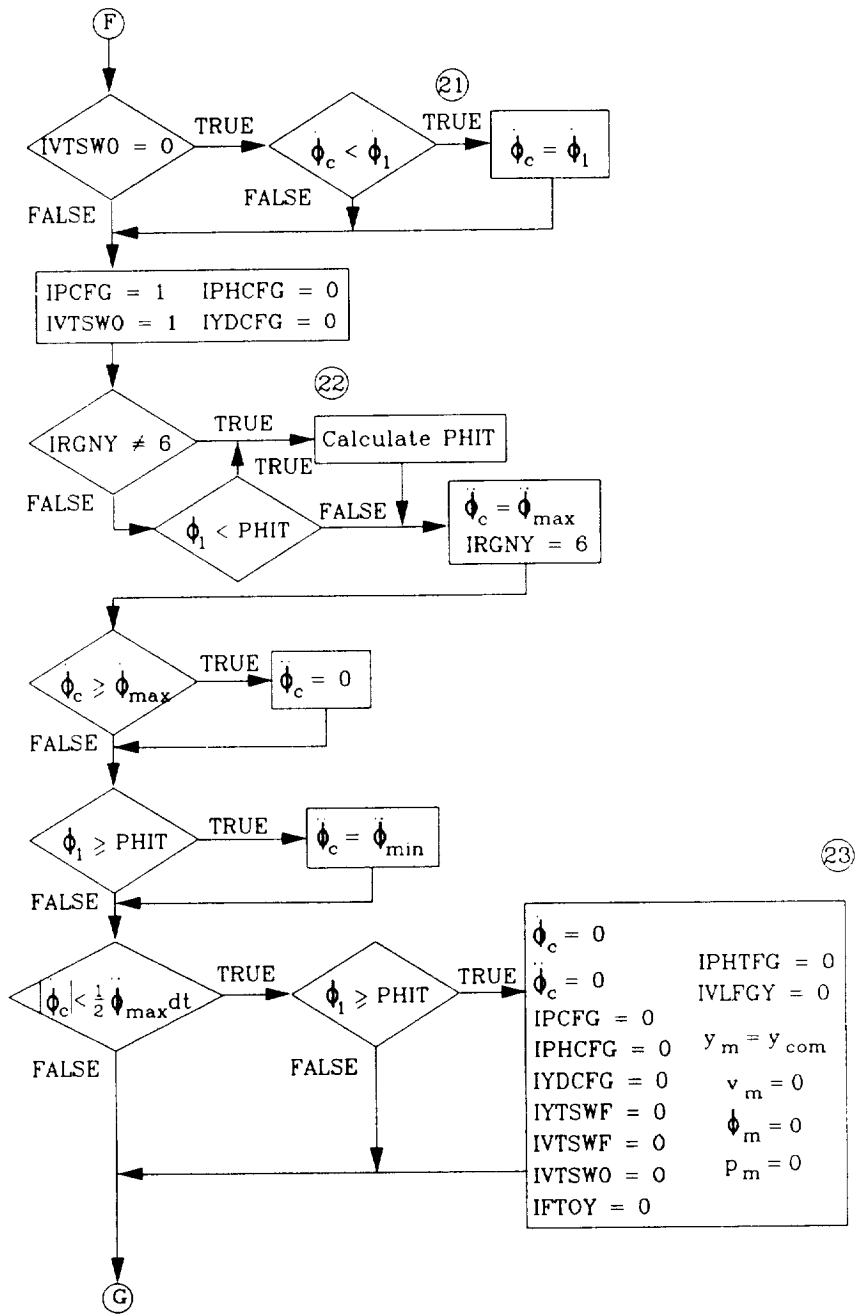 F
21
IVTSWO = 0
TRUE
ϕ̇c < ϕ̇1
TRUE
ϕ̇c = ϕ̇1
FALSE
FALSE
IPCFG = 1 IPHCFG = 0
IVTSWO = 1 IYDCFG = 0
22
IRGNY ≠ 6
TRUE
Calculate PHIT
TRUE
FALSE
ϕ1 < PHIT
FALSE
ϕ̈c = ϕ̈max
IRGNY = 6
ϕ̇c ⩾ ϕ̇max
TRUE
ϕ̈c = 0
FALSE
ϕ1 ⩾ PHIT
TRUE
ϕ̈c = ϕ̈min
FALSE
23
|ϕ̇c| < 1/2 ϕ̈max dt
TRUE
ϕ1 ⩾ PHIT
TRUE
FALSE
FALSE
ϕ̇c = 0
ϕ̈c = 0
IPCFG = 0
IPHCFG = 0
IYDCFG = 0
IYTSWF = 0
IVTSWF = 0
IVTSWO = 0
IFTOY = 0
IPHTFG = 0
IVLFGY = 0
ym = ycom
vm = 0
ϕm = 0
pm = 0
G